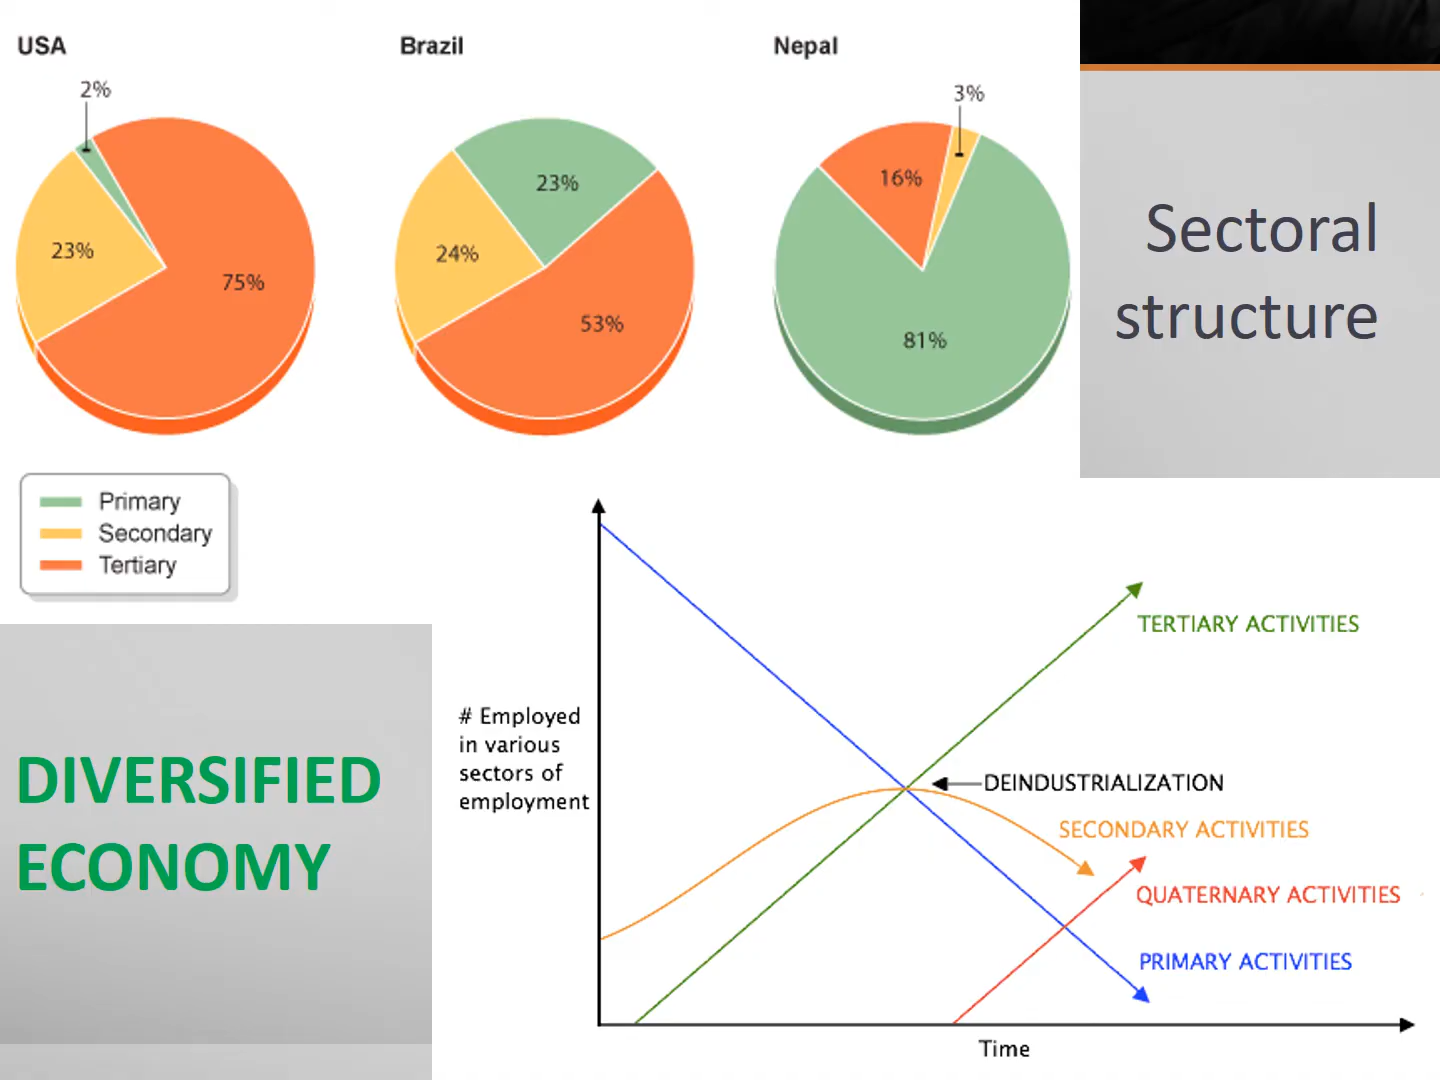 USA
Brazil
Nepal
2%
23%
75%
23%
24%
53%
3%
16%
81%
Sectoral
structure
Primary
Secondary
Tertiary
DIVERSIFIED
ECONOMY
# Employed
in various
sectors of
employment
TERTIARY ACTIVITIES
DEINDUSTRIALIZATION
SECONDARY ACTIVITIES
QUATERNARY ACTIVITIES
PRIMARY ACTIVITIES
Time